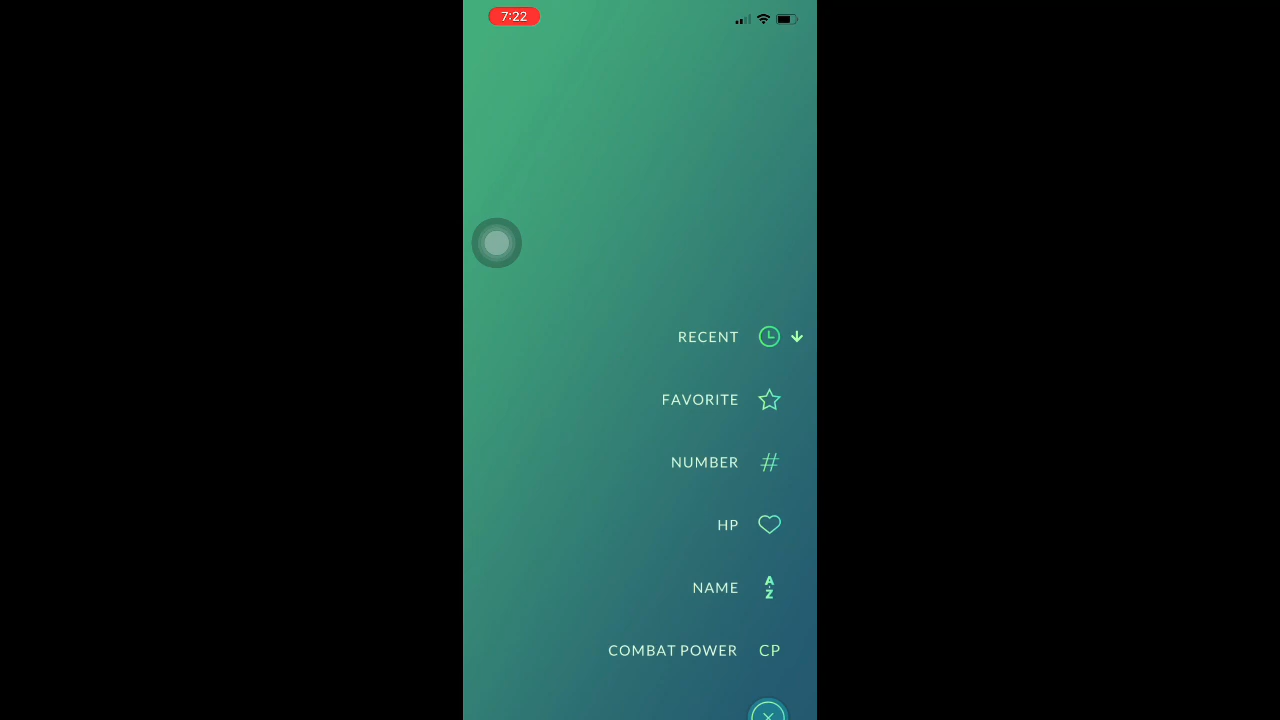 7:22
RECENT
FAVORITE
NUMBER #
HP
NAME A Z
COMBAT POWER CP